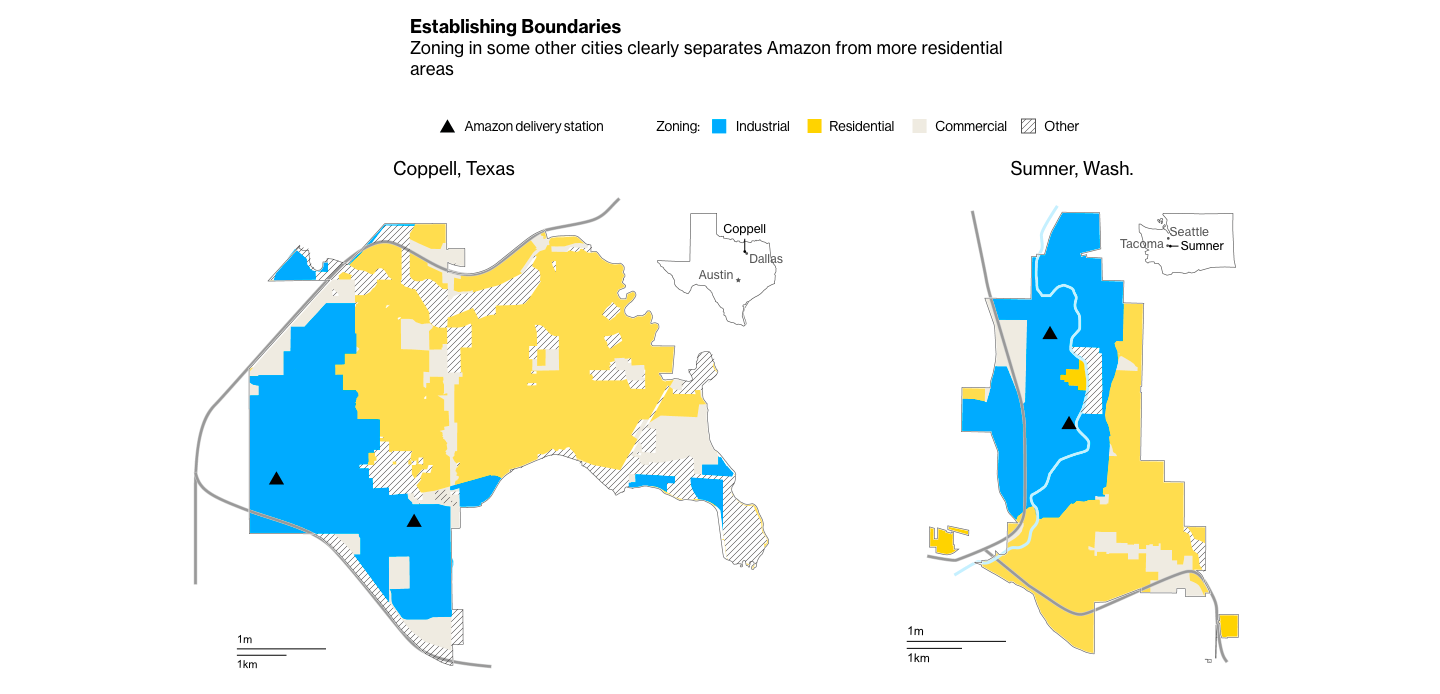 Establishing Boundaries
Zoning in some other cities clearly separates Amazon from more residential
areas
Amazon delivery station
Zoning:
Industrial
Residential
Commercial
Other
Coppell, Texas
Sumner, Wash.
Coppell
Dallas
Austin
Seattle
Tacoma
Sumner
1m
1km
1m
1km